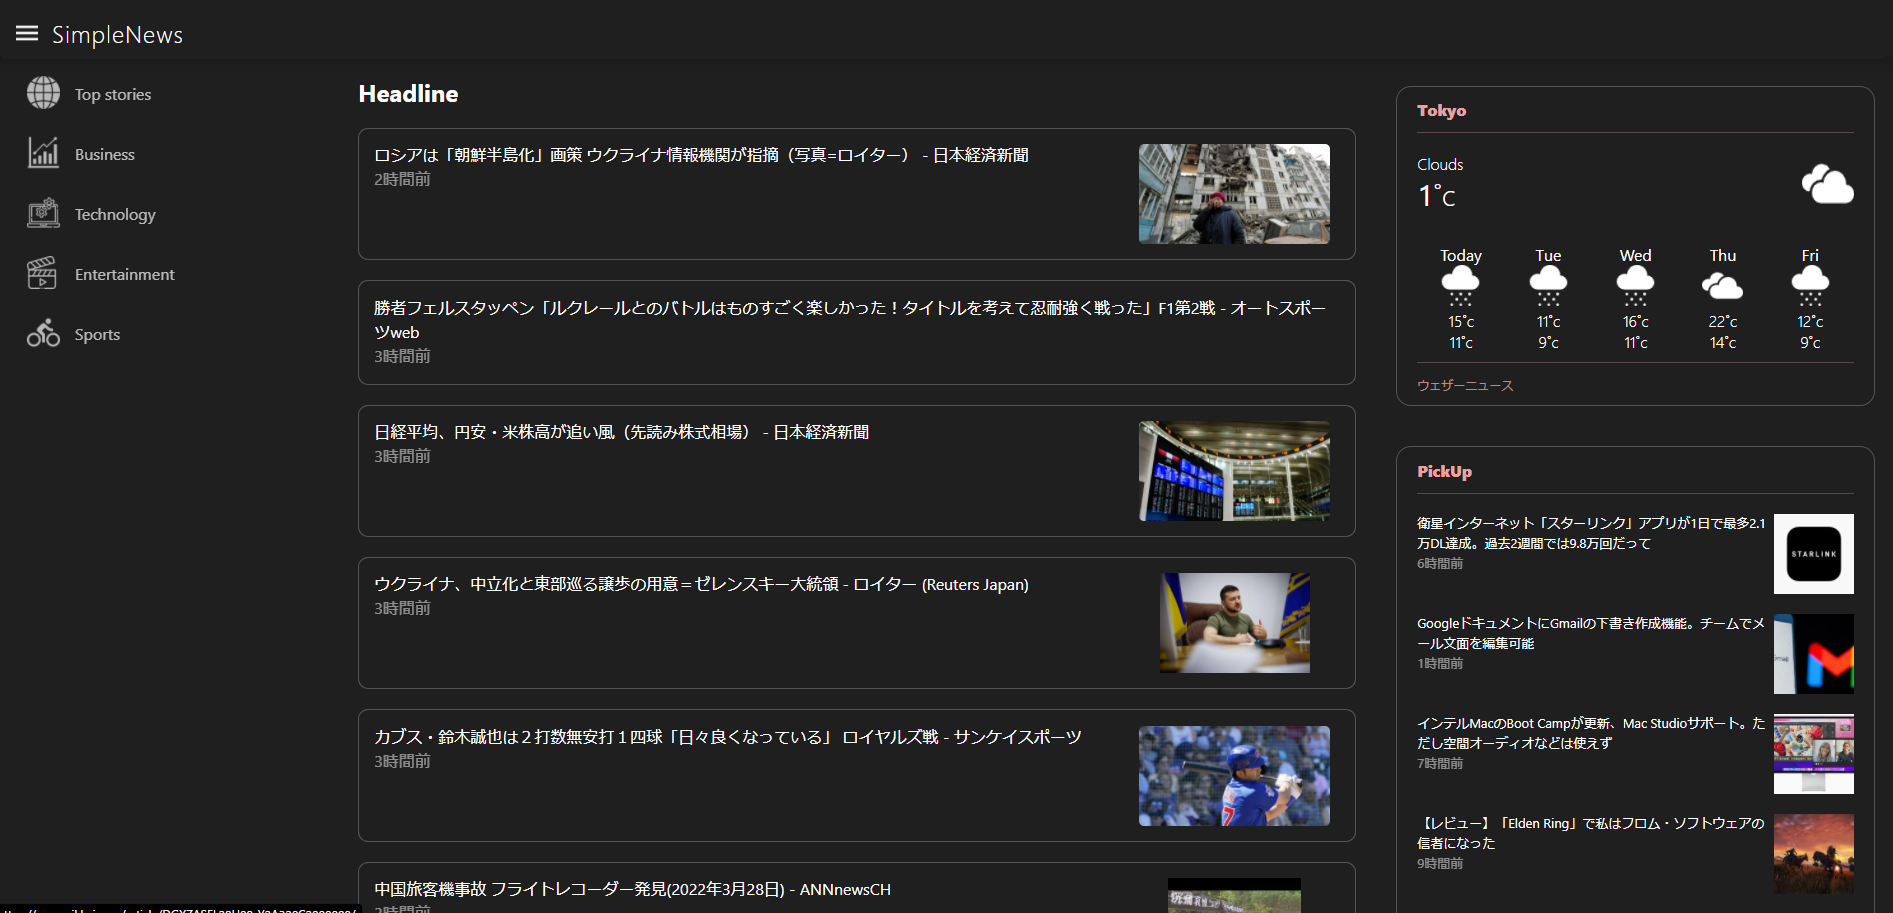 SimpleNews
Top stories
Business
Technology
Entertainment
Sports
Headline
ロシアは「朝鮮半島化」画策 ウクライナ情報機関が指摘（写真=ロイター） - 日本経済新聞
2時間前
勝者フェルスタッペン「ルクレールとのバトルはものすごく楽しかった！タイトルを考えて忍耐強く戦った」F1第2戦 - オートスポー
ツweb
3時間前
日経平均、円安・米株高が追い風（先読み株式相場） - 日本経済新聞
3時間前
ウクライナ、中立化と東部巡る譲歩の用意＝ゼレンスキー大統領 - ロイター (Reuters Japan)
3時間前
カブス・鈴木誠也は２打数無安打１四球「日々良くなっている」 ロイヤルズ戦 - サンケイスポーツ
3時間前
7
中国旅客機事故 フライトレコーダー発見(2022年3月28日) - ANNnewsCH
Tokyo
Clouds
1°c
Today Tue Wed Thu Fri
15°c 11°c 16°c 22°c 12°c
11°c 9°c 11°c 14°c 9°c
ウェザーニュース
PickUp
衛星インターネット「スターリンク」アプリが1日で最多2.1
万DL達成。過去2週間では9.8万回だって
6時間前
STARLINK
GoogleドキュメントにGmailの下書き作成機能。チームでメ
ール文面を編集可能
1時間前
インテルMacのBoot Campが更新、Mac Studioサポート。た
だし空間オーディオなどは使えず
7時間前
【レビュー】「Elden Ring」で私はフロム・ソフトウェアの
信者になった
9時間前